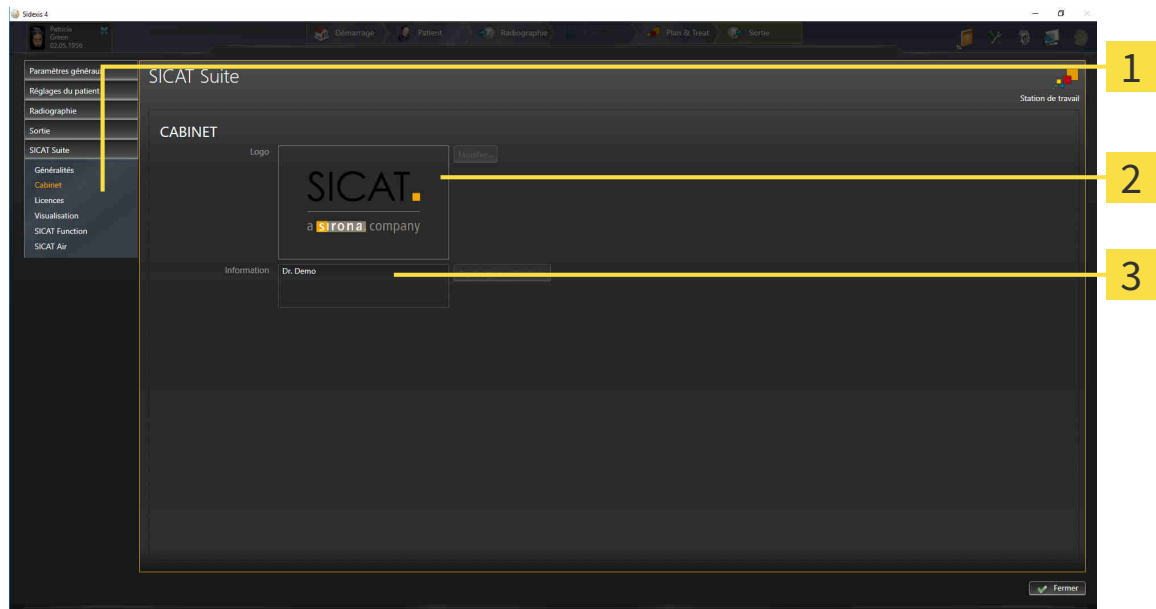 Sidexis 4
Patricia
Green
02.05.1956
Démarrage
Patient
Radiographie
Plan & Treat
Sortie
1
Paramètres généraux
Réglages du patient
Radiographie
Sortie
SICAT Suite
Généralités
Cabinet
Licences
Visualisation
SICAT Function
SICAT Air
SICAT Suite
Station de travail
CABINET
Logo
Modifier...
SICAT.
a sirona. company
2
Information
Dr. Demo
3
Fermer